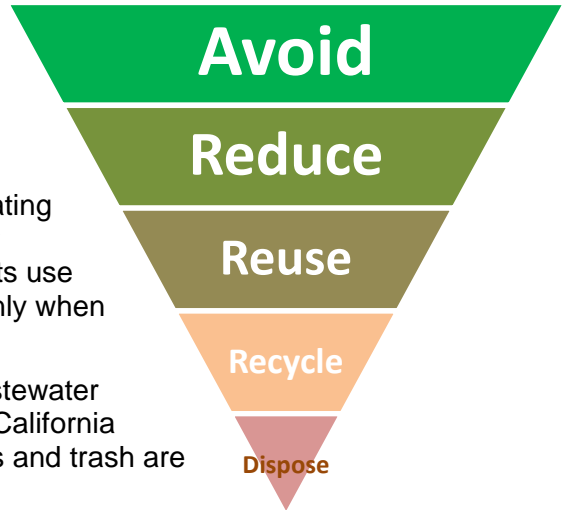 Avoid
Reduce
Reuse
Recycle
Dispose
ating
ts use
nly when
stewater
California
s and trash are